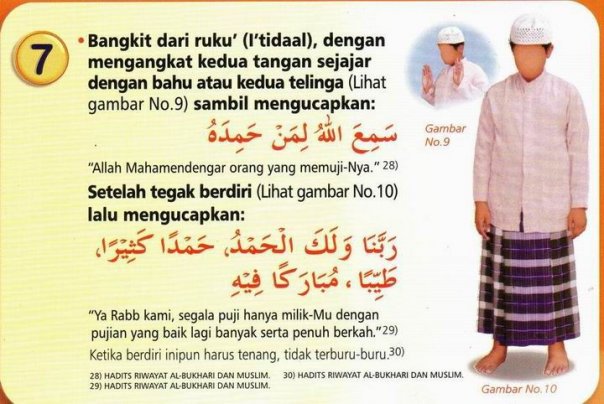 7
• Bangkit dari ruku’ (I’tidaal), dengan
mengangkat kedua tangan sejajar
dengan bahu atau kedua telinga (Lihat
gambar No.9) sambil mengucapkan:
سَمِعَ اللهُ لِمَنْ حَمِدَهُ
“Allah Mahamendengar orang yang memuji-Nya.” 28)
Setelah tegak berdiri (Lihat gambar No.10)
lalu mengucapkan:
رَبَّنَا وَلَكَ الْحَمْدُ، حَمْدًا كَثِيْرًا،
طَيِّبًا ، مُبَارَكًا فِيْهِ
“Ya Rabb kami, segala puji hanya milik-Mu dengan
pujian yang baik lagi banyak serta penuh berkah.”29)
Ketika berdiri inipun harus tenang, tidak terburu-buru.30)
28) HADITS RIWAYAT AL-BUKHARI DAN MUSLIM. 30) HADITS RIWAYAT AL-BUKHARI DAN MUSLIM.
29) HADITS RIWAYAT AL-BUKHARI DAN MUSLIM.
Gambar
No.9
Gambar No.10